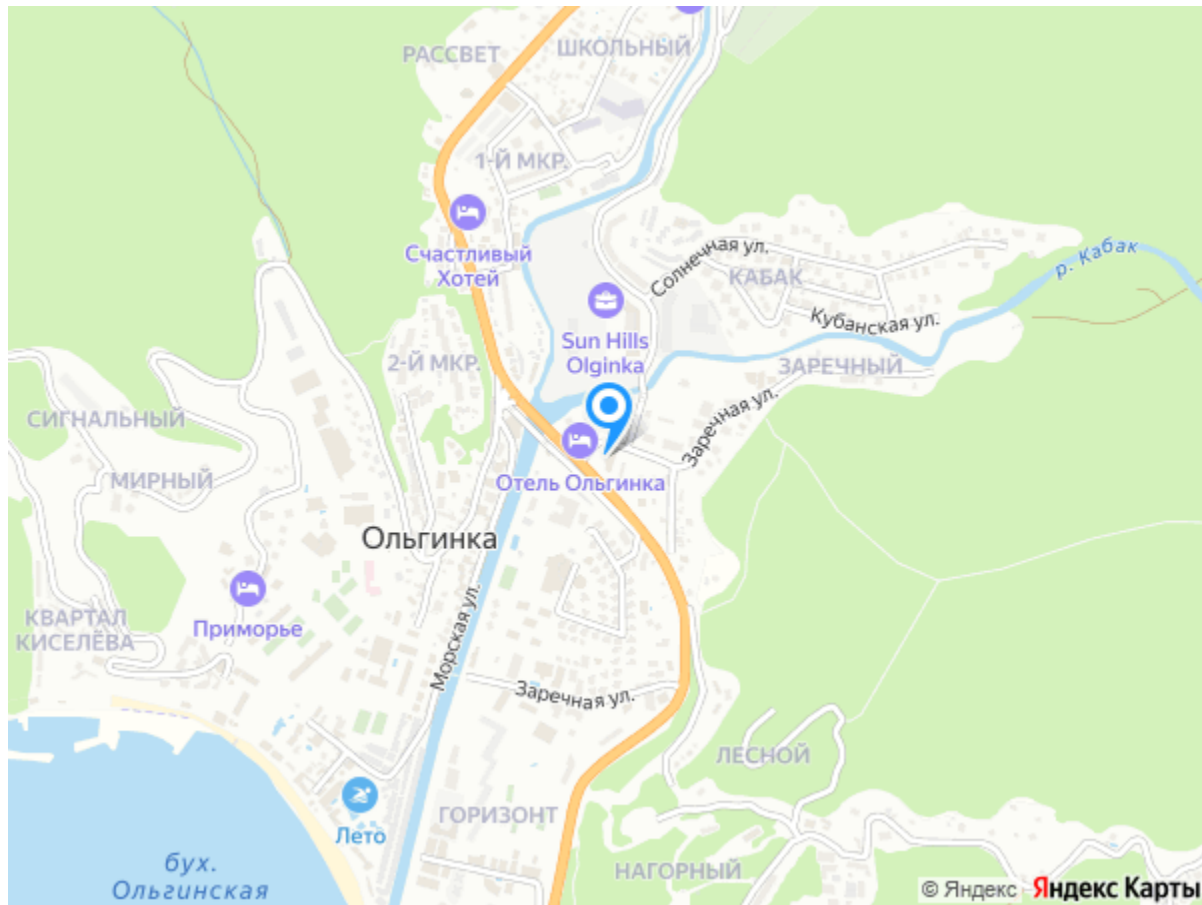 РАССВЕТ
ШКОЛЬНЫЙ
1-Й МКР.
Счастливый
Хотей
Солнечная ул.
КАБАК
р. Кабак
Sun Hills
Olginka
Кубанская ул.
2-Й МКР.
ЗАРЕЧНЫЙ
СИГНАЛЬНЫЙ
Заречная ул.
МИРНЫЙ
Отель Ольгинка
Ольгинка
КВАРТАЛ
КИСЕЛЁВА
Приморье
Морская ул.
Заречная ул.
ЛЕСНОЙ
ГОРИЗОНТ
Лето
бух.
Ольгинская
НАГОРНЫЙ
© Яндекс Яндекс Карты